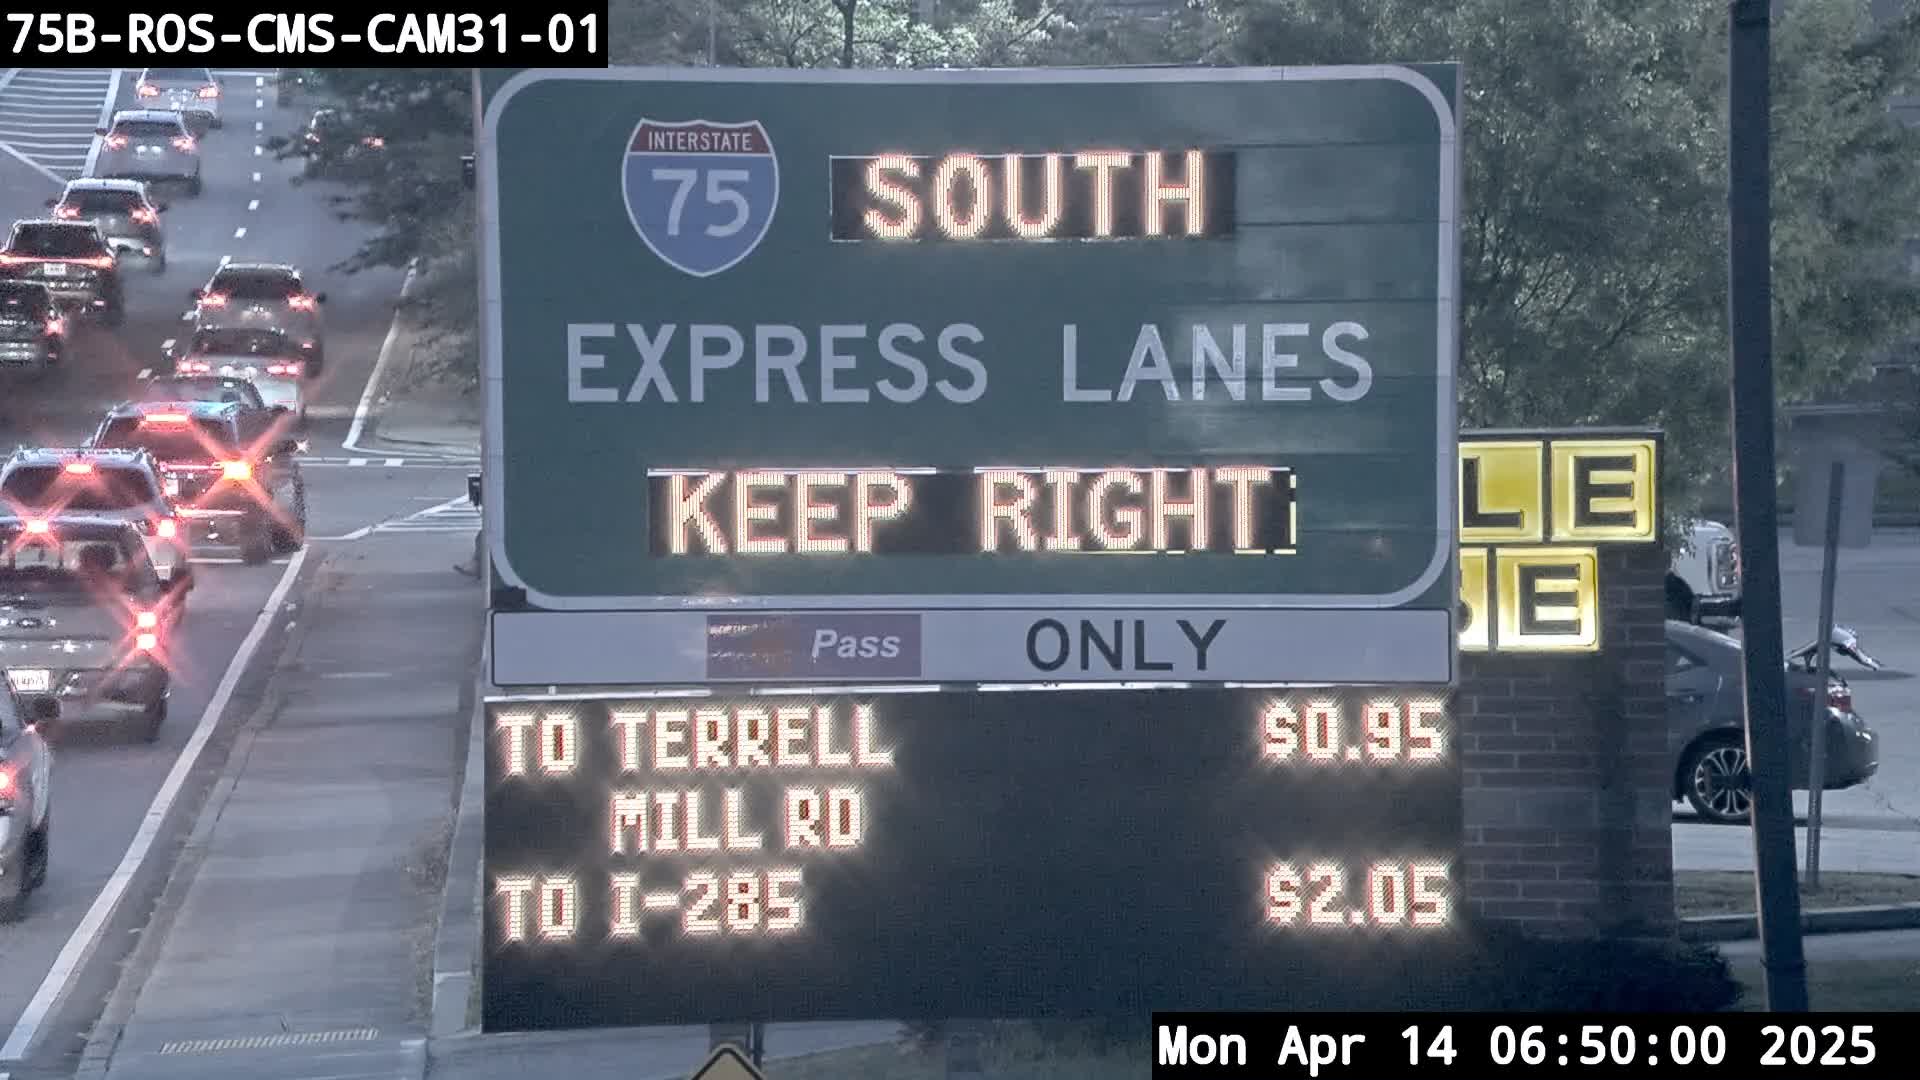 75B-ROS-CMS-CAM31-01
INTERSTATE
75
SOUTH
EXPRESS LANES
KEEP RIGHT
Pass ONLY
TO TERRELL $0.95
MILL RD
TO I-285 $2.05
LE
E
Mon Apr 14 06:50:00 2025